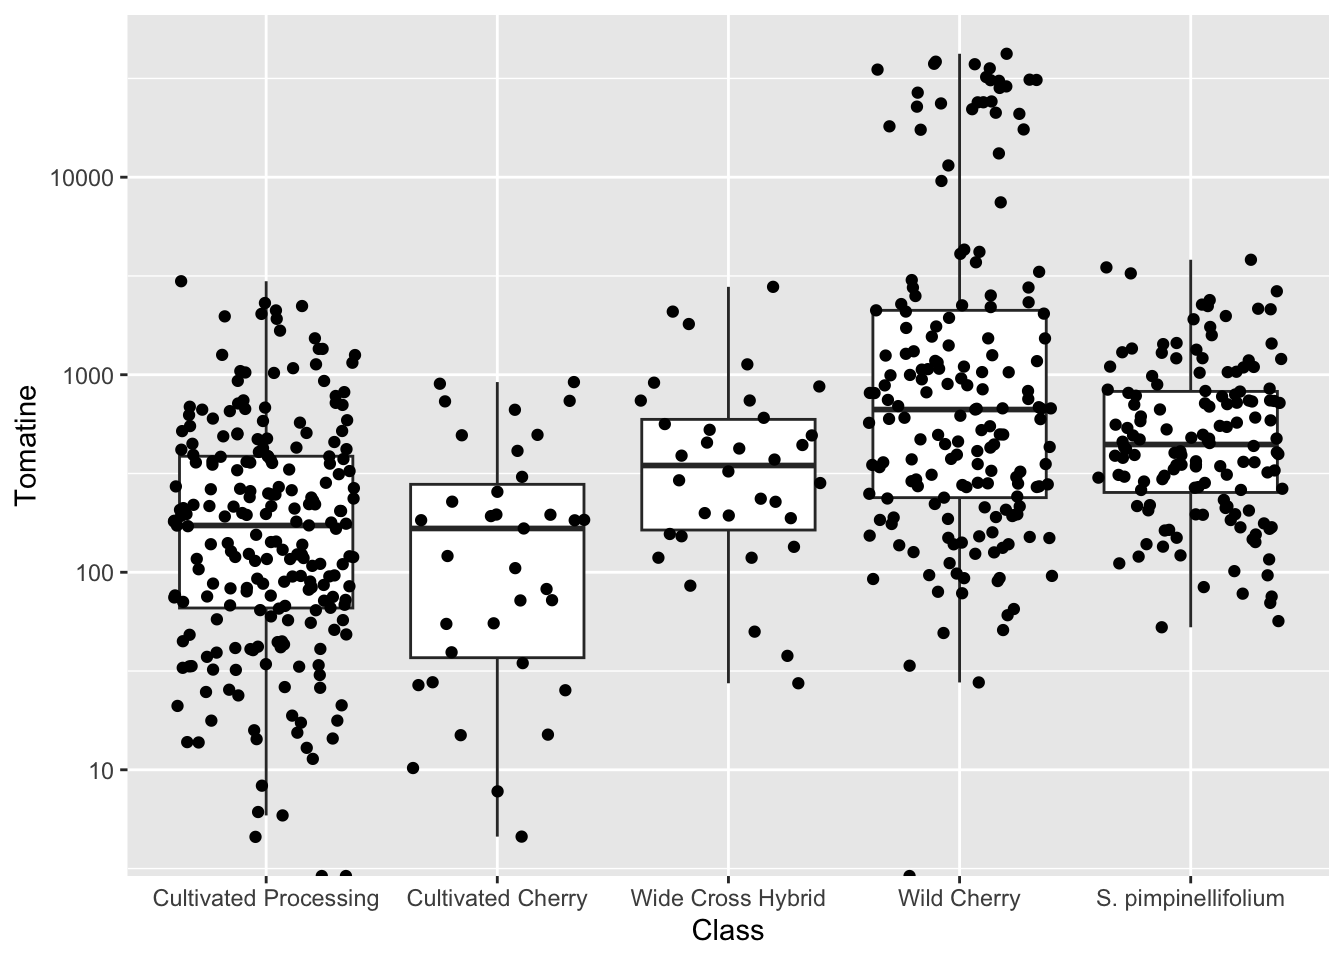 Tomatine
10000
1000
100
10
Cultivated Processing Cultivated Cherry Wide Cross Hybrid Wild Cherry S. pimpinellifolium
Class